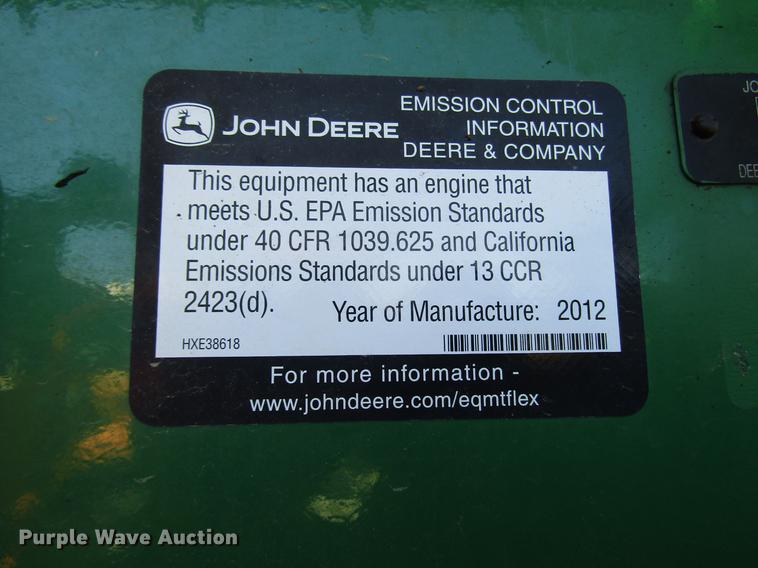 JOHN DEERE
EMISSION CONTROL
INFORMATION
DEERE & COMPANY
This equipment has an engine that
meets U.S. EPA Emission Standards
under 40 CFR 1039.625 and California
Emissions Standards under 13 CCR
2423(d).
Year of Manufacture: 2012
HXE38618
For more information -
www.johndeere.com/eqmtflex
Purple Wave Auction